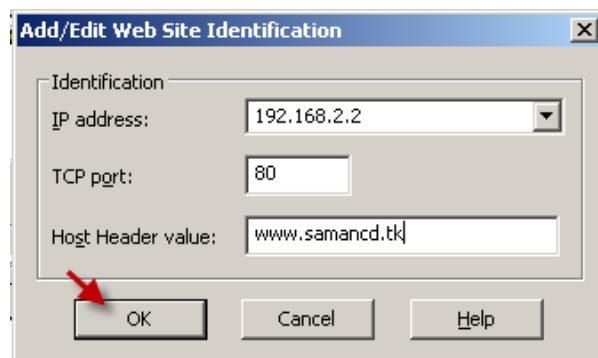 Add/Edit Web Site Identification
Identification
IP address: 192.168.2.2
TCP port: 80
Host Header value: www.samancd.tk
OK Cancel Help